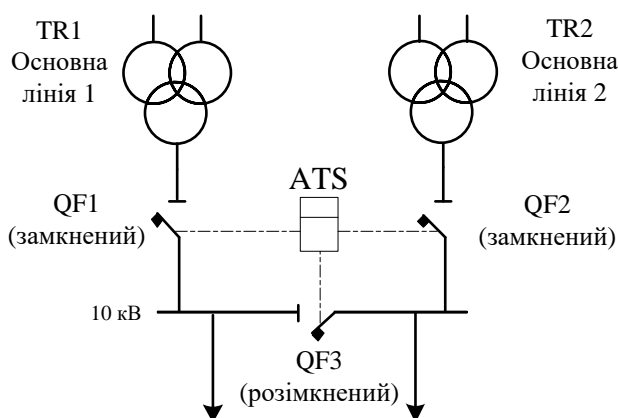 TR1
Основна
лінія 1
TR2
Основна
лінія 2
ATS
QF1
(замкнений)
QF2
(замкнений)
10 кВ
QF3
(розімкнений)